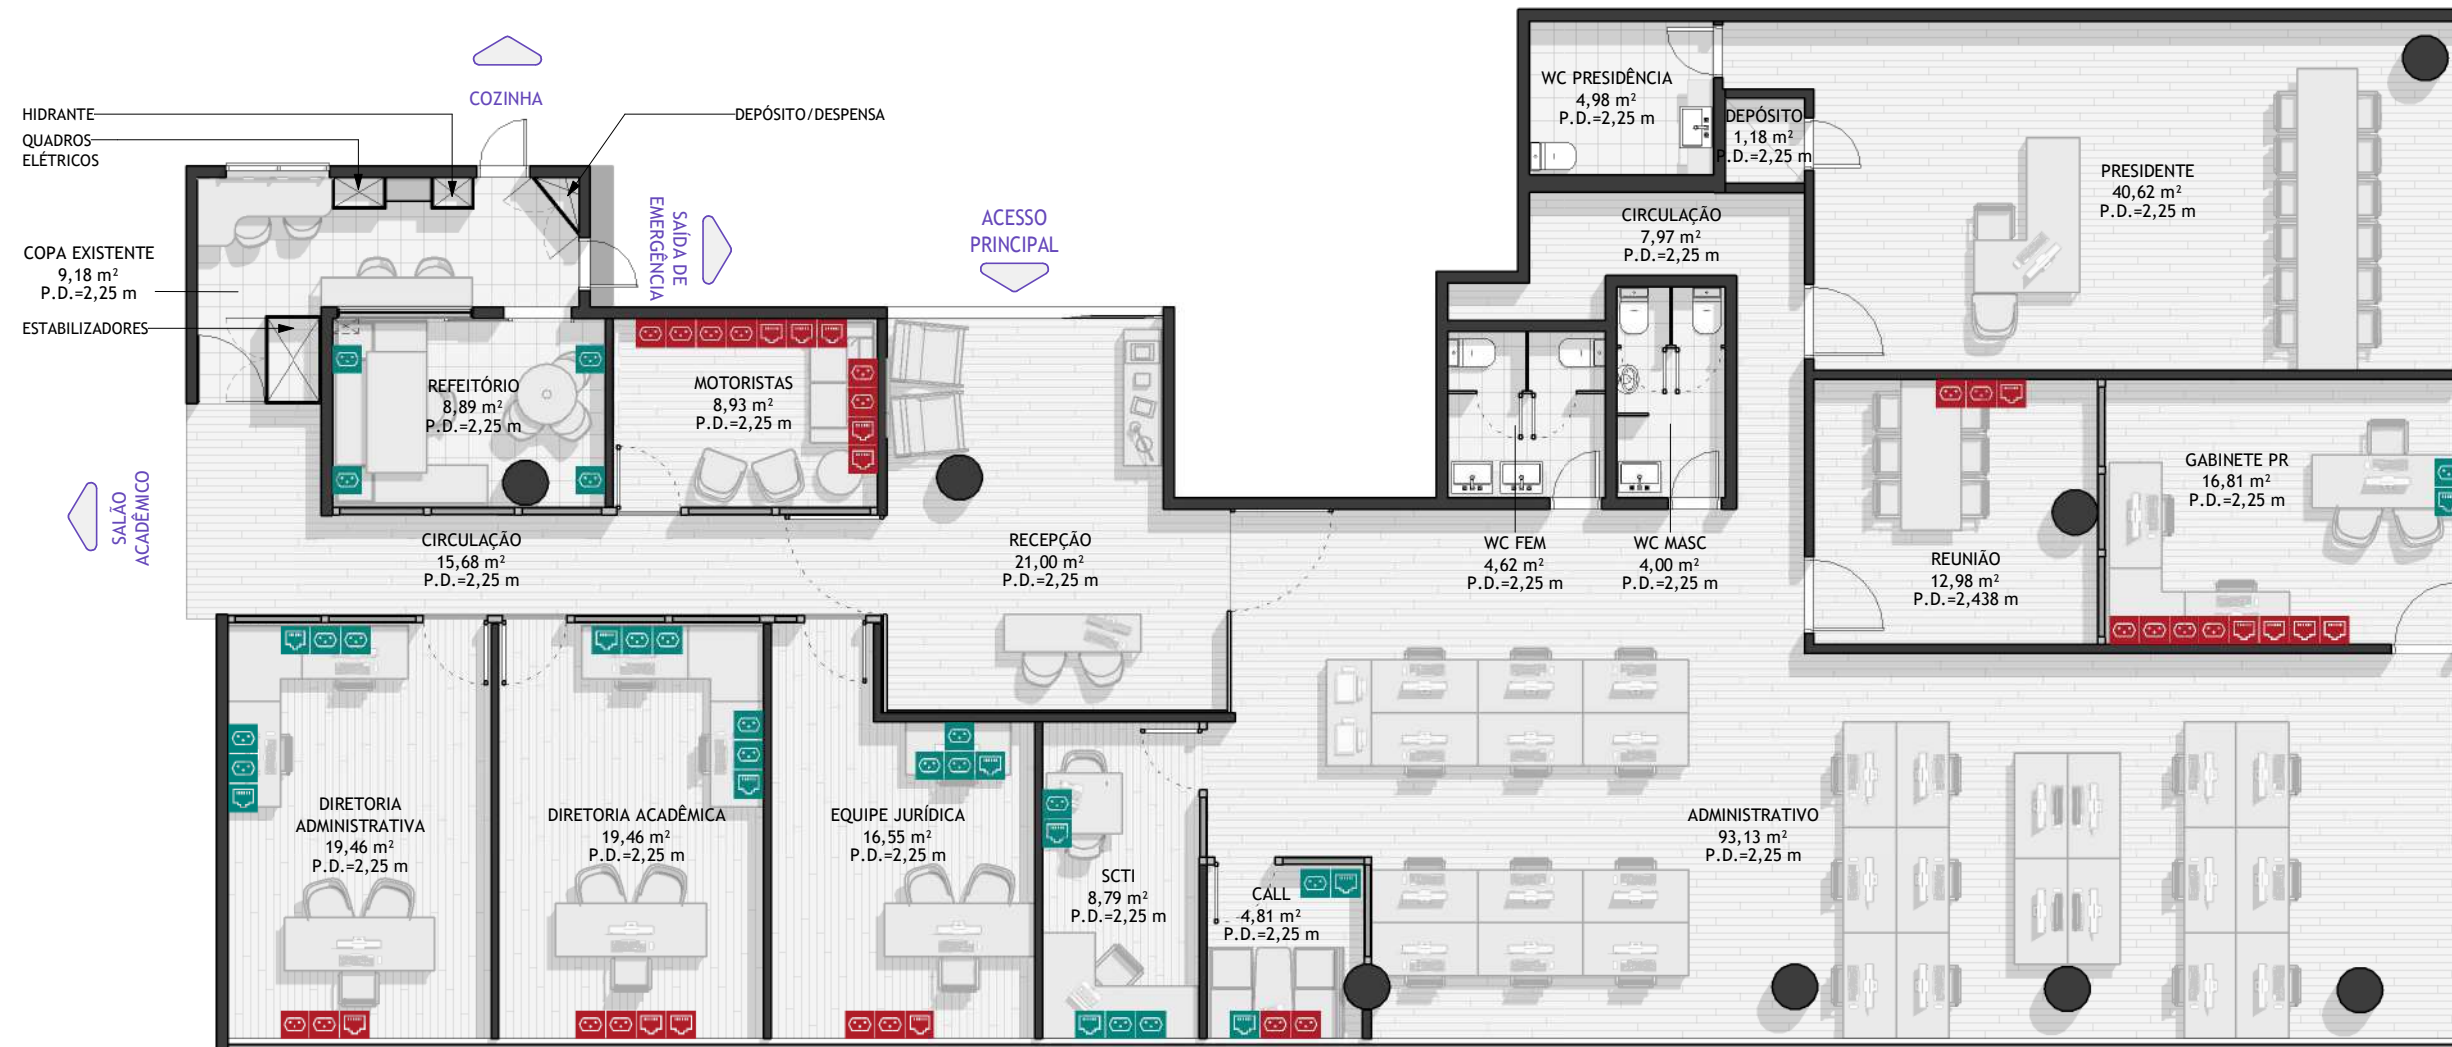 COZINHA
HIDRANTE
QUADROS
ELÉTRICOS
DEPÓSITO/DESPENSA
COPA EXISTENTE
9,18 m²
P.D.=2,25 m
ESTABILIZADORES
SAÍDA DE
EMERGÊNCIA
ACESSO
PRINCIPAL
WC PRESIDÊNCIA
4,98 m²
P.D.=2,25 m
DEPÓSITO
1,18 m²
P.D.=2,25 m
PRESIDENTE
40,62 m²
P.D.=2,25 m
CIRCULAÇÃO
7,97 m²
P.D.=2,25 m
REFEITÓRIO
8,89 m²
P.D.=2,25 m
MOTORISTAS
8,93 m²
P.D.=2,25 m
SALÃO
ACADÊMICO
CIRCULAÇÃO
15,68 m²
P.D.=2,25 m
RECEPÇÃO
21,00 m²
P.D.=2,25 m
WC FEM
4,62 m²
P.D.=2,25 m
WC MASC
4,00 m²
P.D.=2,25 m
REUNIÃO
12,98 m²
P.D.=2,438 m
GABINETE PR
16,81 m²
P.D.=2,25 m
DIRETORIA
ADMINISTRATIVA
19,46 m²
P.D.=2,25 m
DIRETORIA ACADÊMICA
19,46 m²
P.D.=2,25 m
EQUIPE JURÍDICA
16,55 m²
P.D.=2,25 m
SCTI
8,79 m²
P.D.=2,25 m
CALL
4,81 m²
P.D.=2,25 m
ADMINISTRATIVO
93,13 m²
P.D.=2,25 m